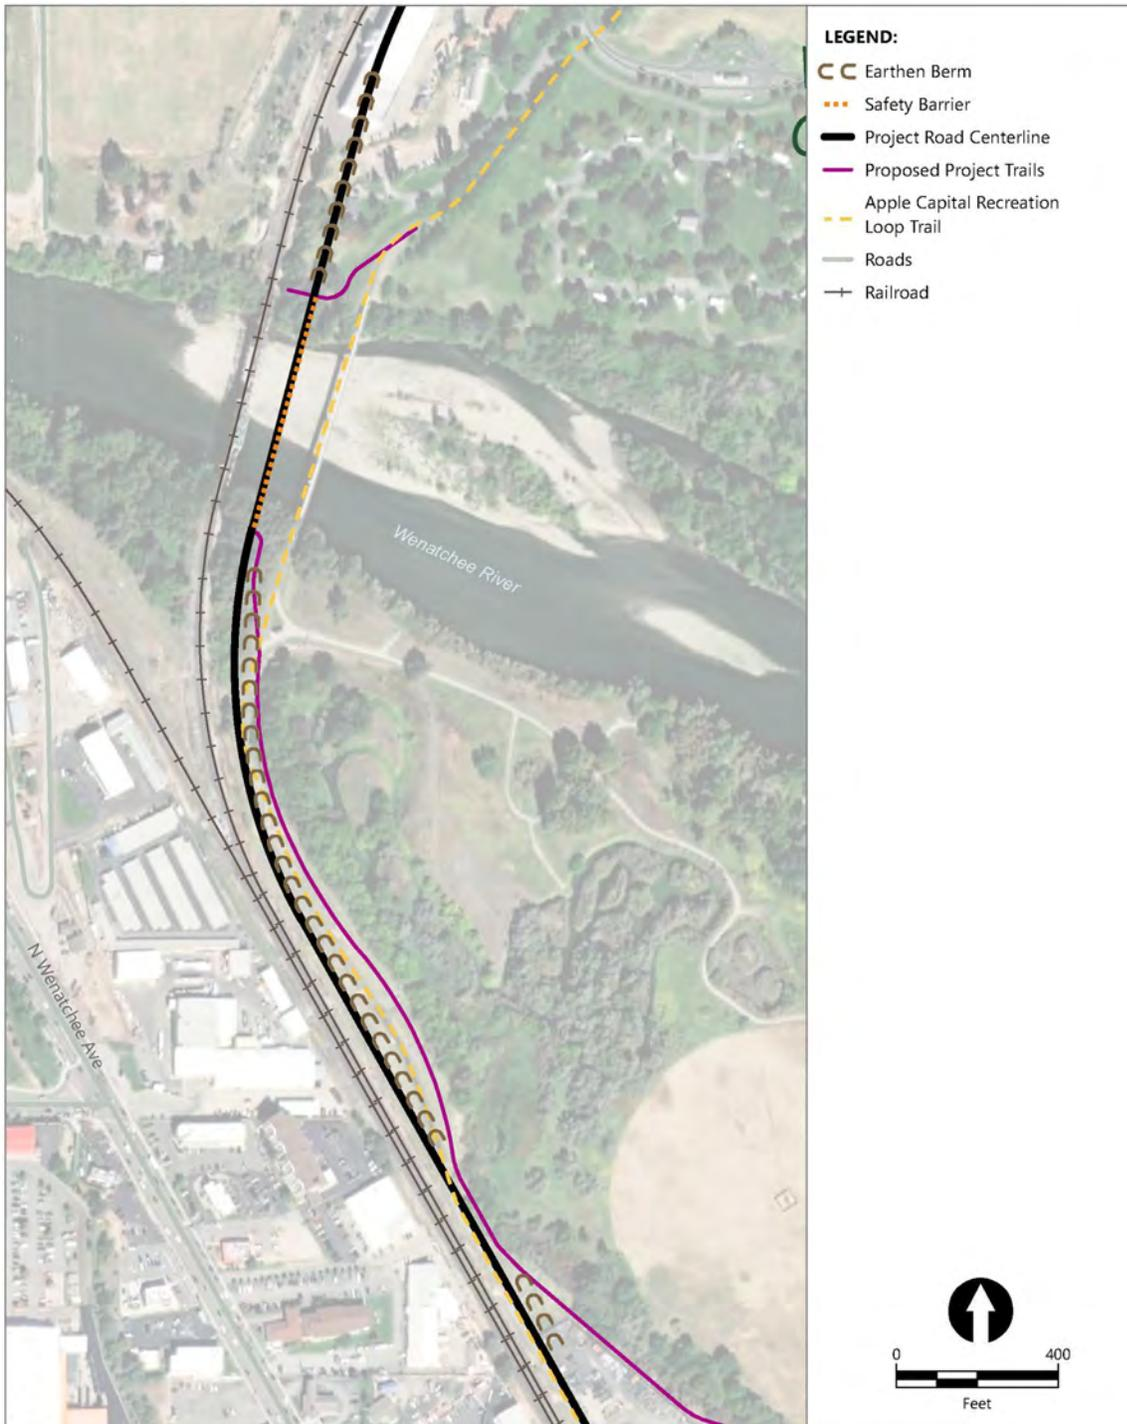 LEGEND:
Earthen Berm
Safety Barrier
Project Road Centerline
Proposed Project Trails
Apple Capital Recreation
Loop Trail
Roads
Railroad
Wenatchee River
N Wenatchee Ave
0 400
Feet